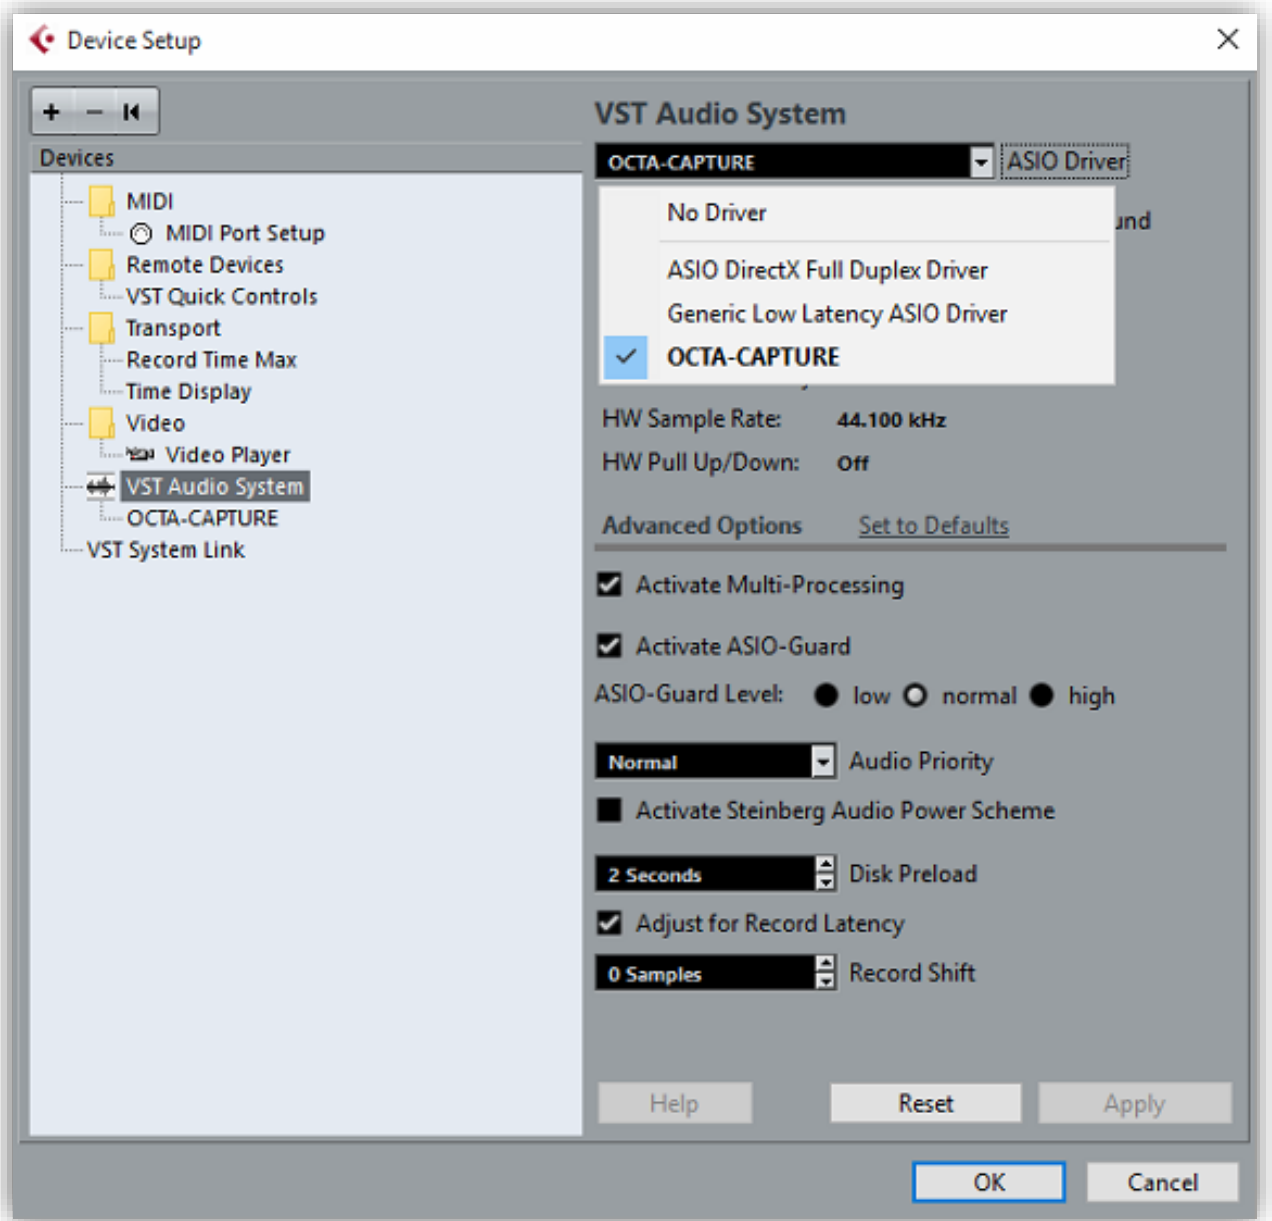 Device Setup
Devices
MIDI
MIDI Port Setup
Remote Devices
VST Quick Controls
Transport
Record Time Max
Time Display
Video
Video Player
VST Audio System
OCTA-CAPTURE
VST System Link
VST Audio System
OCTA-CAPTURE ASIO Driver
No Driver
ASIO DirectX Full Duplex Driver
Generic Low Latency ASIO Driver
OCTA-CAPTURE
HW Sample Rate: 44.100 kHz
HW Pull Up/Down: Off
Advanced Options Set to Defaults
Activate Multi-Processing
Activate ASIO-Guard
ASIO-Guard Level: low normal high
Normal Audio Priority
Activate Steinberg Audio Power Scheme
2 Seconds Disk Preload
Adjust for Record Latency
0 Samples Record Shift
Help Reset Apply
OK Cancel